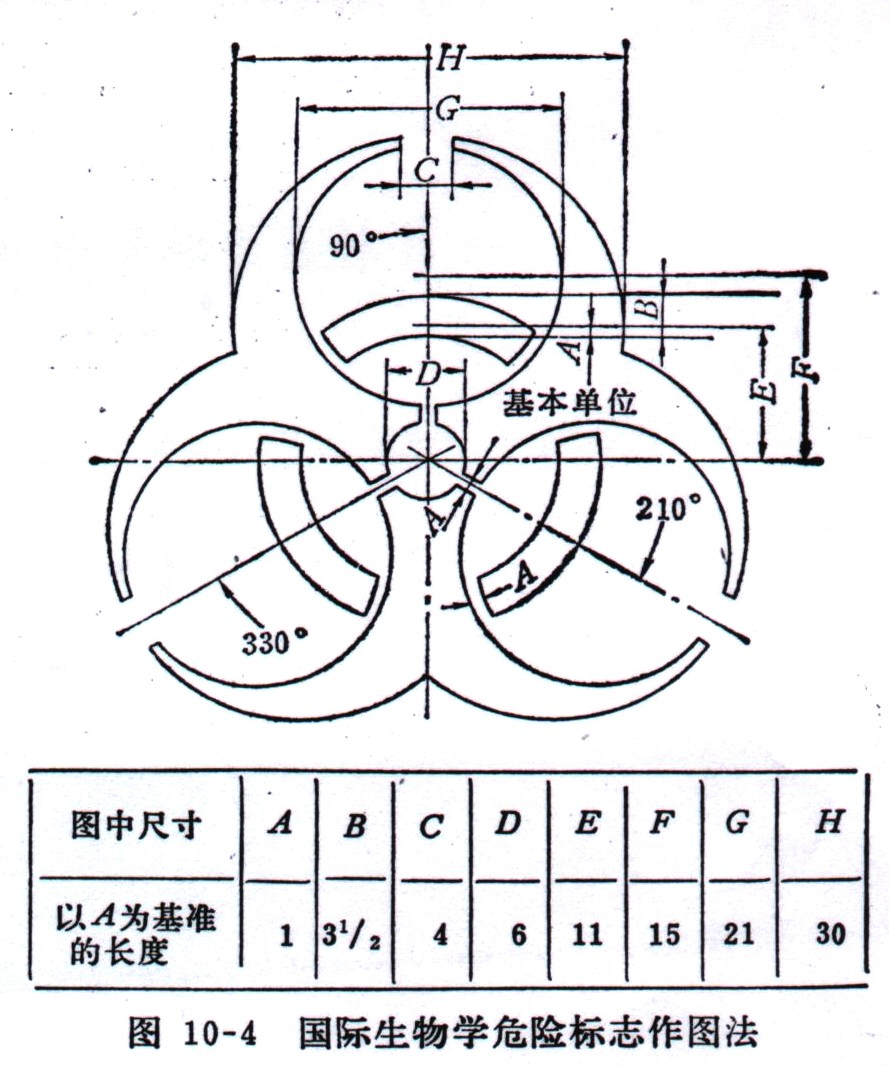 H
G
C
90°
B
A
D
E
F
基本单位
A
210°
A
330°
图中尺寸 A B C D E F G H
以A为基准的长度 1 3¹/₂ 4 6 11 15 21 30
图 10-4 国际生物学危险标志作图法